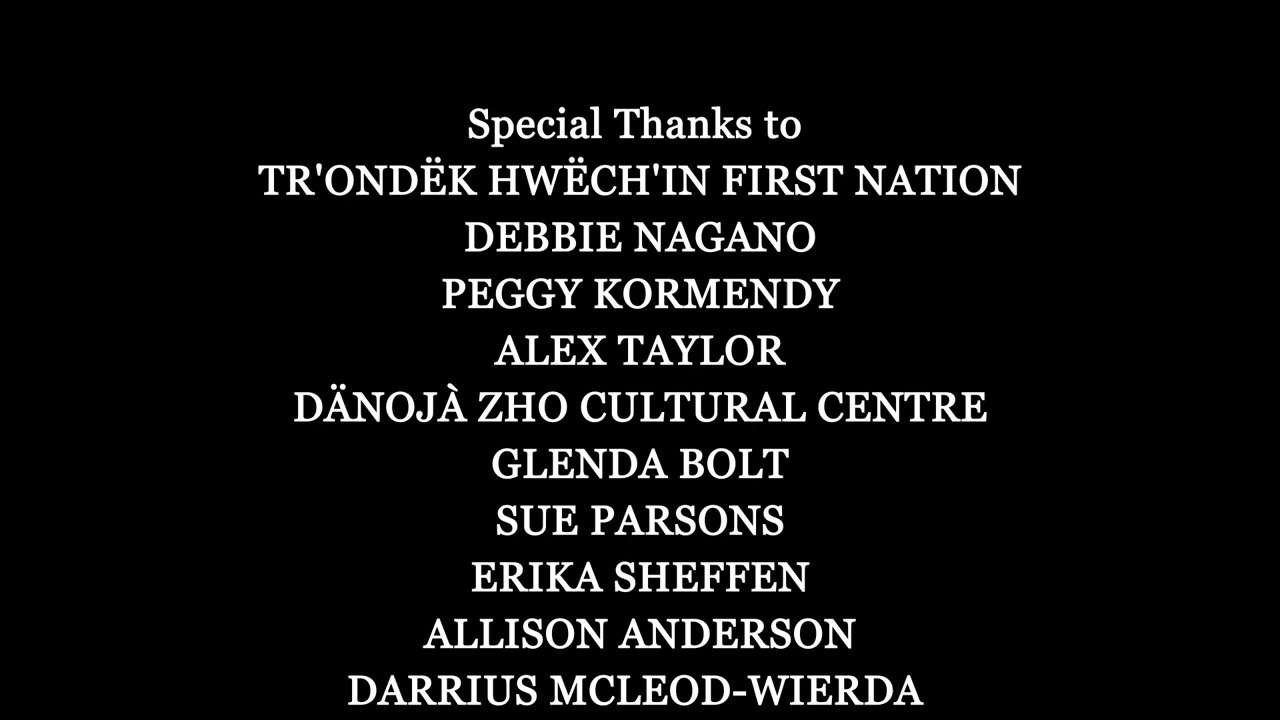 Special Thanks to
TR'ONDËK HWËCH'IN FIRST NATION
DEBBIE NAGANO
PEGGY KORMENDY
ALEX TAYLOR
DÄNOJÀ ZHO CULTURAL CENTRE
GLENDA BOLT
SUE PARSONS
ERIKA SHEFFEN
ALLISON ANDERSON
DARRIUS MCLEOD-WIERDA